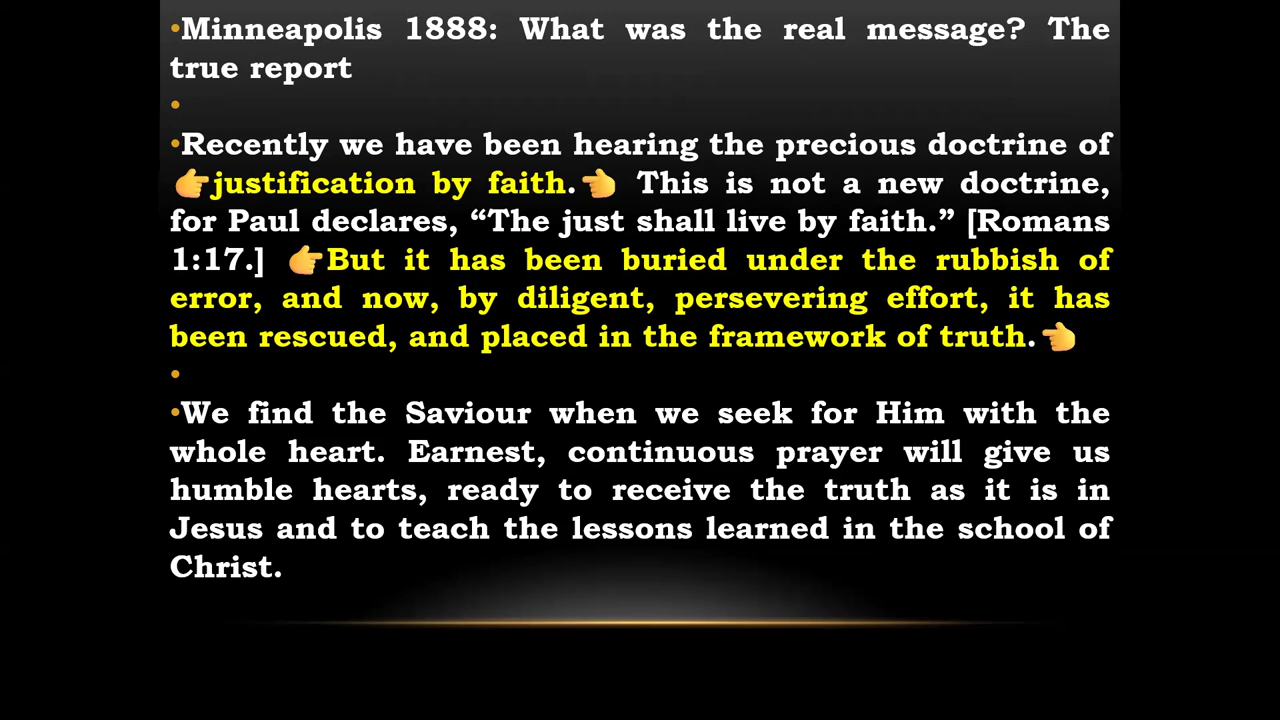 •Minneapolis 1888: What was the real message? The
true report
•
•Recently we have been hearing the precious doctrine of
👉justification by faith.👈 This is not a new doctrine,
for Paul declares, “The just shall live by faith.” [Romans
1:17.] 👉But it has been buried under the rubbish of
error, and now, by diligent, persevering effort, it has
been rescued, and placed in the framework of truth.👈
•
•We find the Saviour when we seek for Him with the
whole heart. Earnest, continuous prayer will give us
humble hearts, ready to receive the truth as it is in
Jesus and to teach the lessons learned in the school of
Christ.